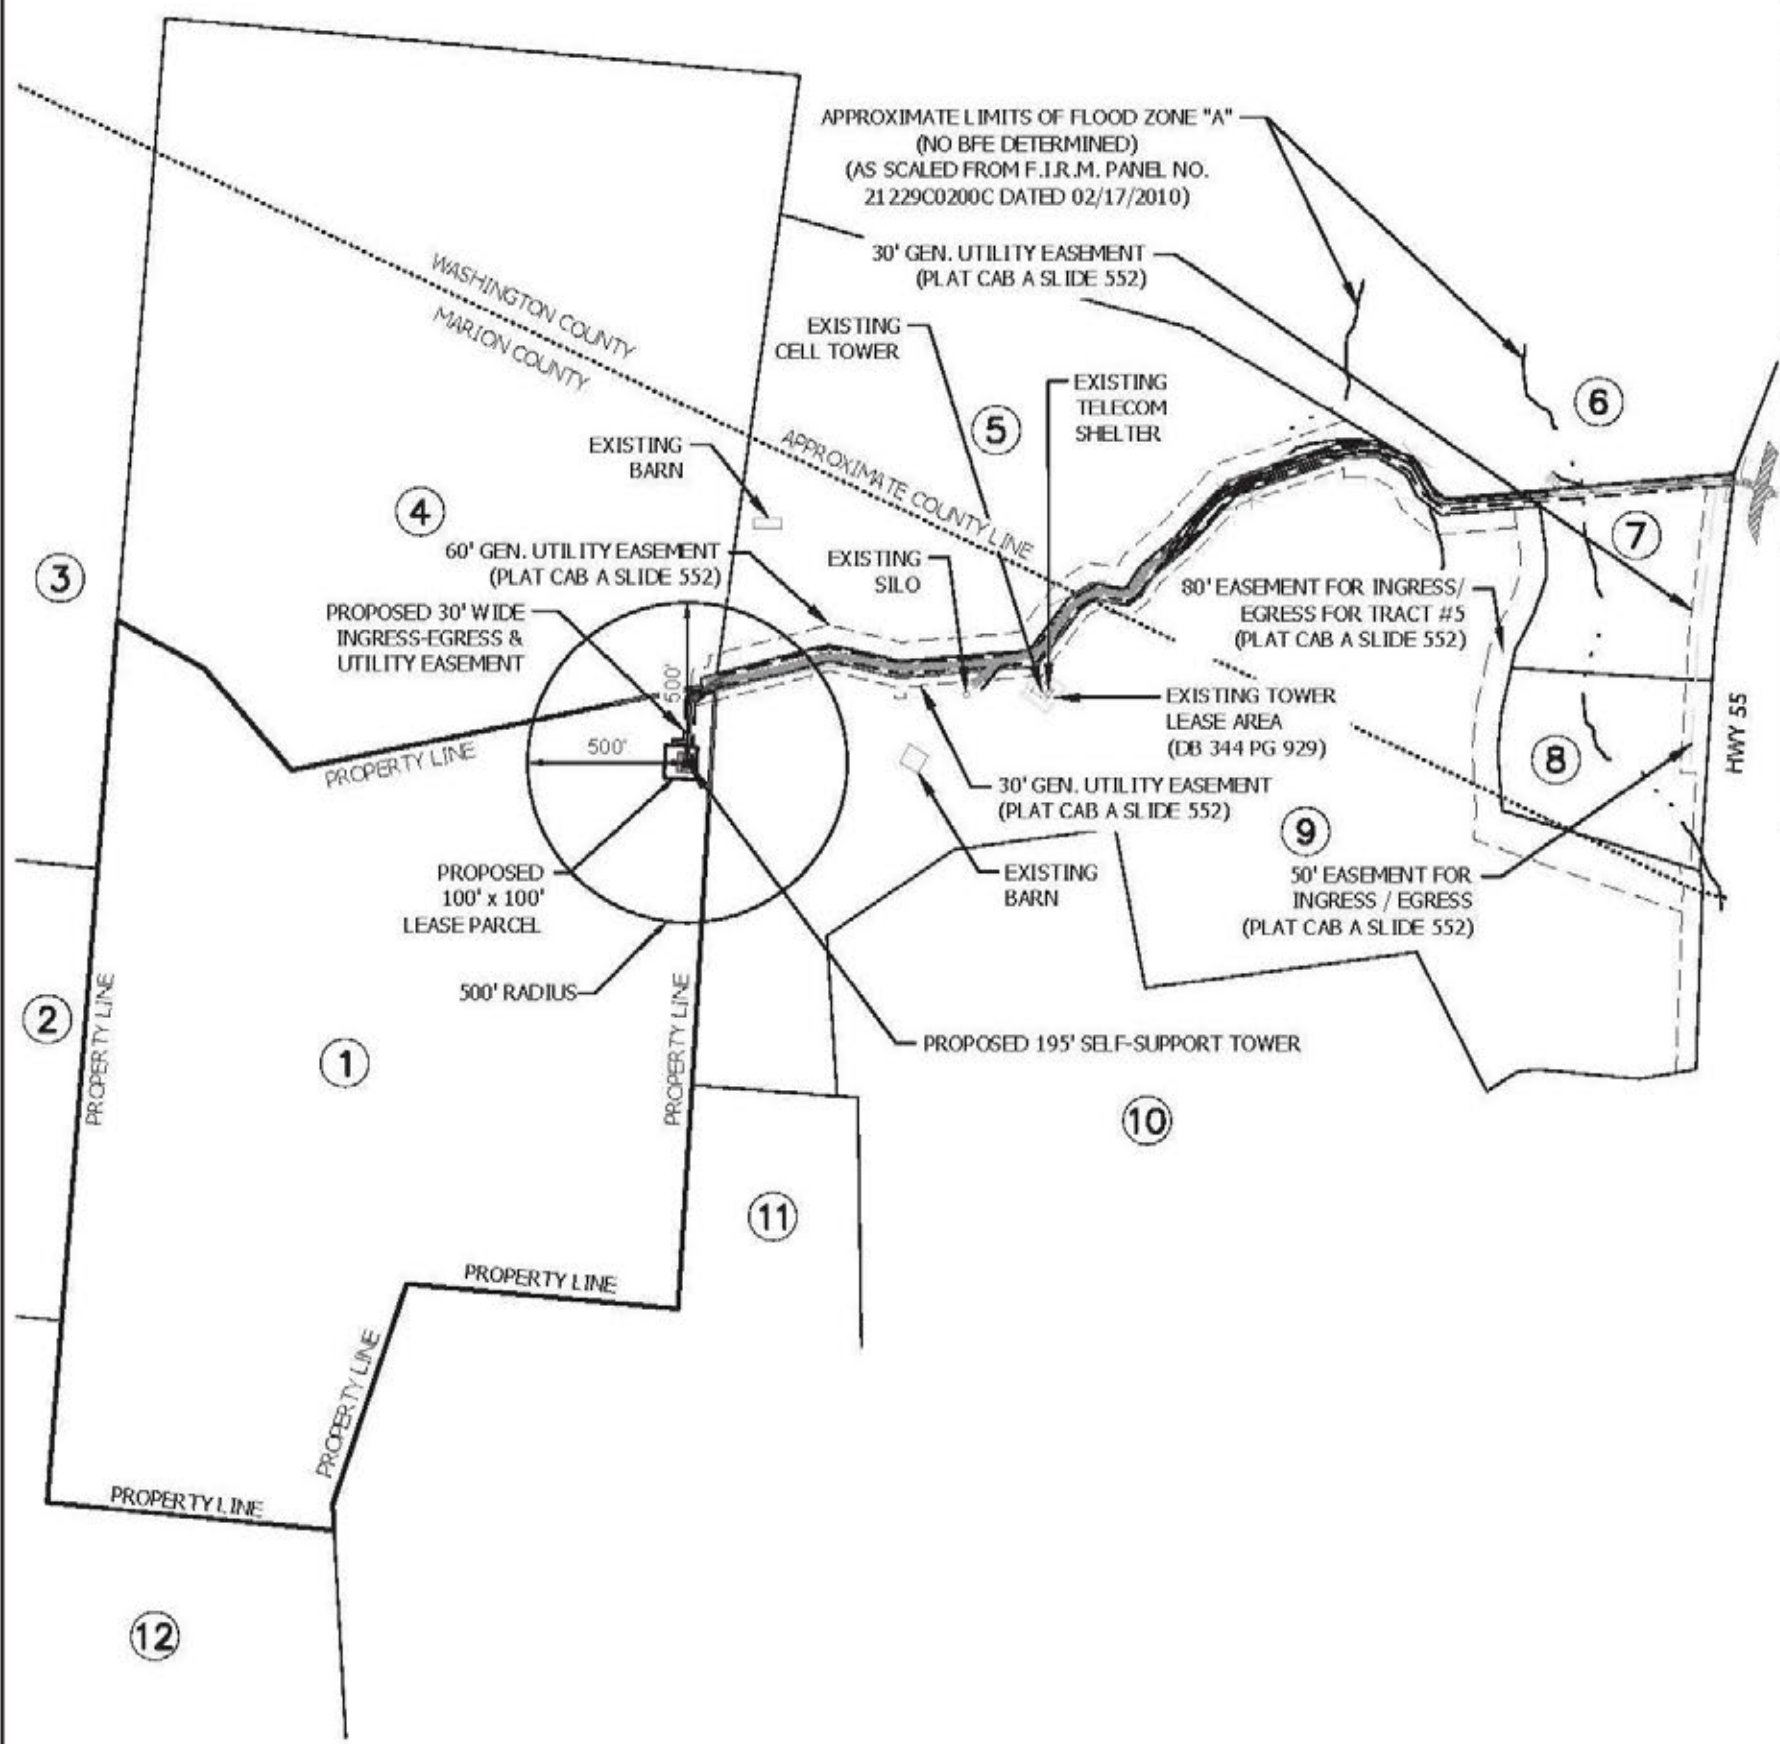 APPROXIMATE LIMITS OF FLOOD ZONE "A"
(NO BFE DETERMINED)
(AS SCALED FROM F.I.R.M. PANEL NO.
21229C0200C DATED 02/17/2010)
30' GEN. UTILITY EASEMENT
(PLAT CAB A SLIDE 552)
WASHINGTON COUNTY
MARION COUNTY
EXISTING
CELL TOWER
EXISTING
TELECOM
SHELTER
5
6
EXISTING
BARN
APPROXIMATE COUNTY LINE
4
3
7
60' GEN. UTILITY EASEMENT
(PLAT CAB A SLIDE 552)
EXISTING
SILO
PROPOSED 30' WIDE
INGRESS-EGRESS &
UTILITY EASEMENT
80' EASEMENT FOR INGRESS/
EGRESS FOR TRACT #5
(PLAT CAB A SLIDE 552)
500'
500'
EXISTING TOWER
LEASE AREA
(DB 344 PG 929)
HWY 55
8
PROPERTY LINE
30' GEN. UTILITY EASEMENT
(PLAT CAB A SLIDE 552)
9
PROPOSED
100' x 100'
LEASE PARCEL
EXISTING
BARN
50' EASEMENT FOR
INGRESS / EGRESS
(PLAT CAB A SLIDE 552)
500' RADIUS
2
PROPERTY LINE
PROPERTY LINE
1
PROPOSED 195' SELF-SUPPORT TOWER
10
11
PROPERTY LINE
PROPERTY LINE
PROPERTY LINE
12